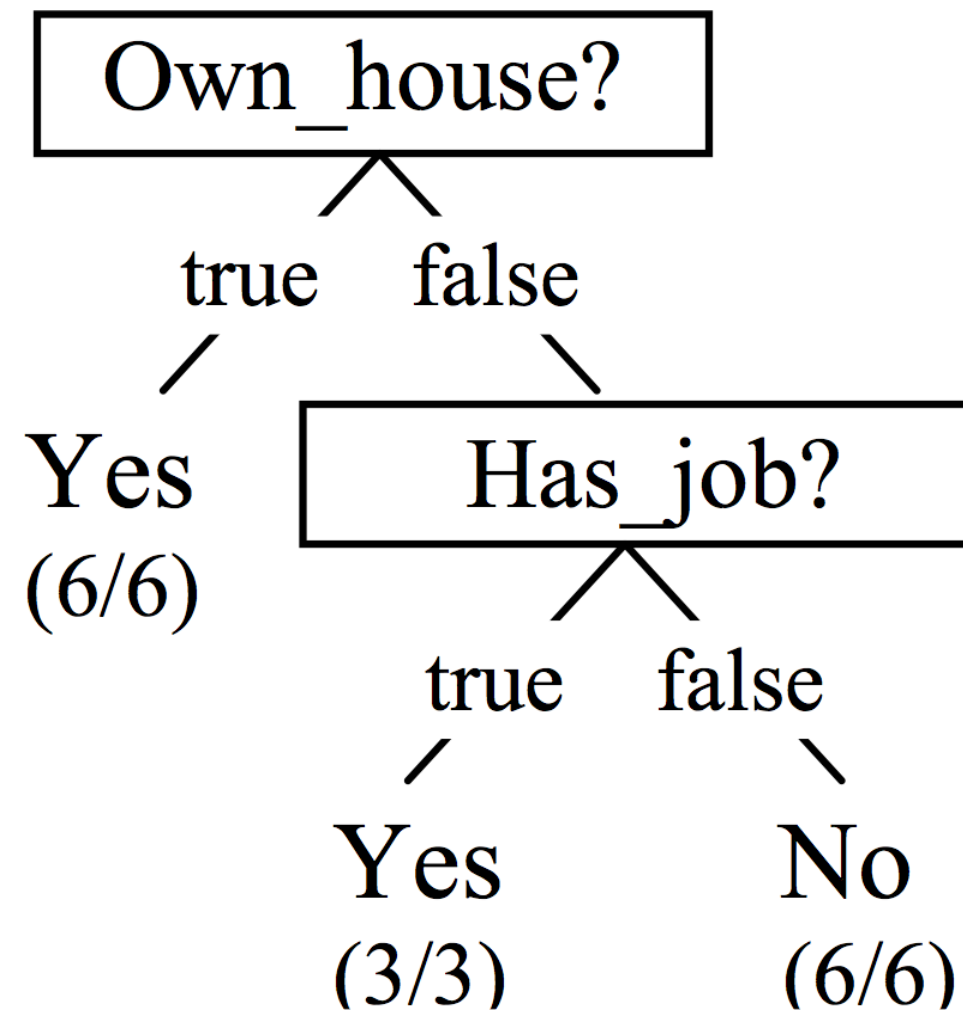 Own_house?
true false
Yes
Has_job?
(6/6)
true false
Yes No
(3/3) (6/6)